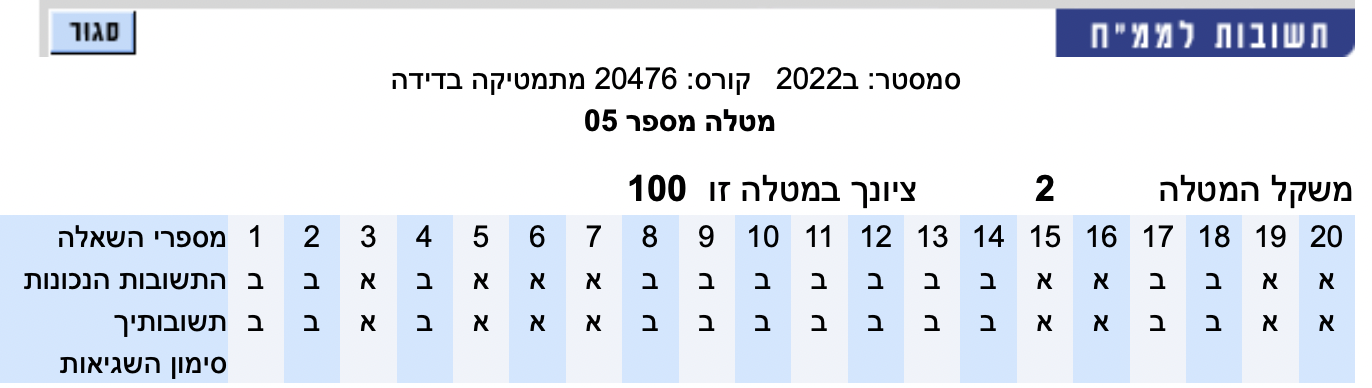 תשובות לממ"ח סגור
סמסטר: ב2022 קורס: 20476 מתמטיקה בדידה
מטלה מספר 05
משקל המטלה 2 ציונך במטלה זו 100
מספרי השאלה 1 2 3 4 5 6 7 8 9 10 11 12 13 14 15 16 17 18 19 20
התשובות הנכונות ב ב א ב א א א ב ב ב ב ב ב ב א א ב ב א א
תשובותיך ב ב א ב א א א ב ב ב ב ב ב ב א א ב ב א א
סימון השגיאות